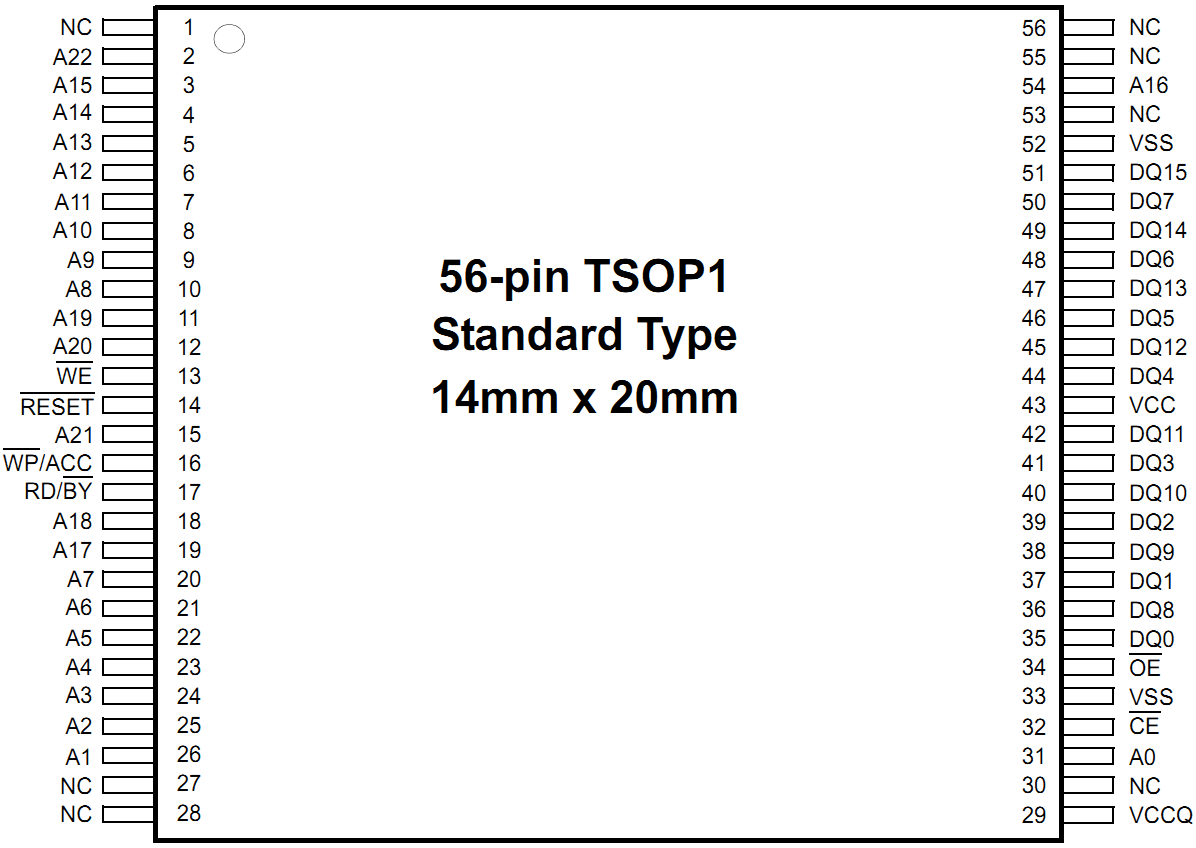 NC 1 56 NC
A22 2 55 NC
A15 3 54 A16
A14 4 53 NC
A13 5 52 VSS
A12 6 51 DQ15
A11 7 50 DQ7
A10 8 49 DQ14
A9 9 48 DQ6
A8 10 47 DQ13
A19 11 46 DQ5
A20 12 45 DQ12
W̅E̅ 13 44 DQ4
R̅E̅S̅E̅T̅ 14 43 VCC
A21 15 42 DQ11
W̅P̅/ACC 16 41 DQ3
RD/B̅Y̅ 17 40 DQ10
A18 18 39 DQ2
A17 19 38 DQ9
A7 20 37 DQ1
A6 21 36 DQ8
A5 22 35 DQ0
A4 23 34 O̅E̅
A3 24 33 VSS
A2 25 32 C̅E̅
A1 26 31 A0
NC 27 30 NC
NC 28 29 VCCQ
56-pin TSOP1
Standard Type
14mm x 20mm